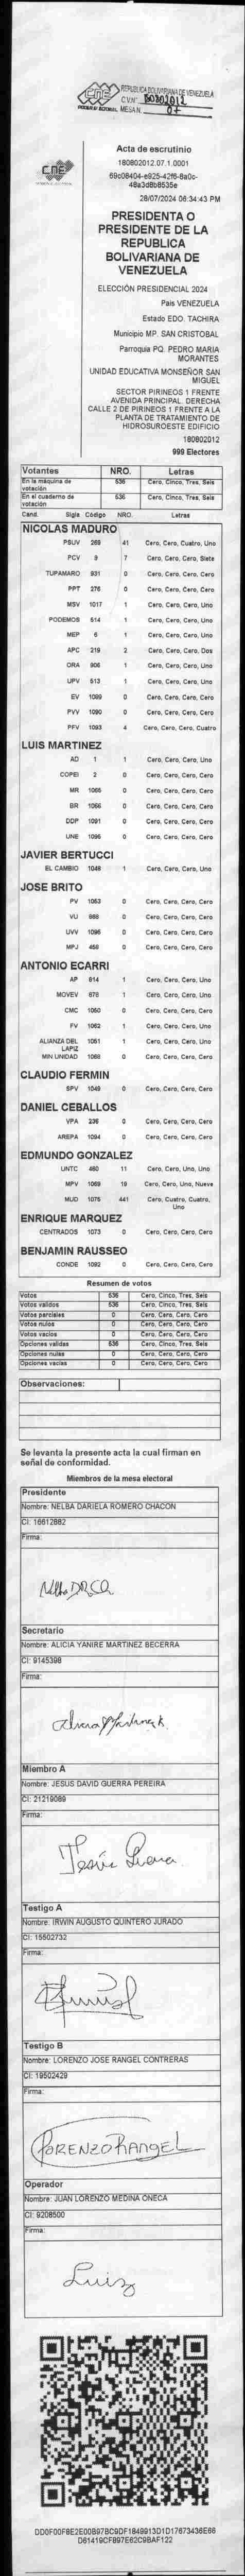 CNE
PODER ELECTORAL
REPUBLICA BOLIVARIANA DE VENEZUELA
C.V.Nº. 180802012
MESA N. 01
CNE
Acta de escrutinio
180802012.07.1.0001
28/07/2024 06:34:43 PM
PRESIDENTA O
PRESIDENTE DE LA
REPUBLICA
BOLIVARIANA DE
VENEZUELA
ELECCIÓN PRESIDENCIAL 2024
Pais VENEZUELA
Estado EDO. TACHIRA
Municipio MP. SAN CRISTOBAL
Parroquia PQ. PEDRO MARIA
MORANTES
UNIDAD EDUCATIVA MONSEÑOR SAN
MIGUEL
SECTOR PIRINEOS 1 FRENTE
AVENIDA PRINCIPAL. DERECHA
CALLE 2 DE PIRINEOS 1 FRENTE A LA
PLANTA DE TRATAMIENTO DE
HIDROSUROESTE EDIFICIO
180802012
999 Electores
Votantes NRO. Letras
En la máquina de votación 536 Cero, Cinco, Tres, Seis
En el cuaderno de votación 536 Cero, Cinco, Tres, Seis
Cand. Sigla Código NRO. Letras
NICOLAS MADURO
PSUV 269 41 Cero, Cero, Cuatro, Uno
PCV 9 7 Cero, Cero, Cero, Siete
TUPAMARO 931 0 Cero, Cero, Cero, Cero
PPT 276 0 Cero, Cero, Cero, Cero
MSV 1017 1 Cero, Cero, Cero, Uno
PODEMOS 514 1 Cero, Cero, Cero, Uno
MEP 6 1 Cero, Cero, Cero, Uno
APC 219 2 Cero, Cero, Cero, Dos
ORA 906 1 Cero, Cero, Cero, Uno
UPV 513 1 Cero, Cero, Cero, Uno
EV 1089 0 Cero, Cero, Cero, Cero
PVV 1090 0 Cero, Cero, Cero, Cero
PFV 1093 4 Cero, Cero, Cero, Cuatro
LUIS MARTINEZ
AD 1 1 Cero, Cero, Cero, Uno
COPEI 2 0 Cero, Cero, Cero, Cero
MR 1065 0 Cero, Cero, Cero, Cero
BR 1066 0 Cero, Cero, Cero, Cero
DDP 1091 0 Cero, Cero, Cero, Cero
UNE 1095 0 Cero, Cero, Cero, Cero
JAVIER BERTUCCI
EL CAMBIO 1048 1 Cero, Cero, Cero, Uno
JOSE BRITO
PV 1053 0 Cero, Cero, Cero, Cero
VU 968 0 Cero, Cero, Cero, Cero
UVV 1096 0 Cero, Cero, Cero, Cero
MPJ 459 0 Cero, Cero, Cero, Cero
ANTONIO ECARRI
AP 914 1 Cero, Cero, Cero, Uno
MOVEV 978 1 Cero, Cero, Cero, Uno
CMC 1060 0 Cero, Cero, Cero, Cero
FV 1062 1 Cero, Cero, Cero, Uno
ALIANZA DEL LAPIZ 1051 1 Cero, Cero, Cero, Uno
MIN UNIDAD 1068 0 Cero, Cero, Cero, Cero
CLAUDIO FERMIN
SPV 1049 0 Cero, Cero, Cero, Cero
DANIEL CEBALLOS
VPA 236 0 Cero, Cero, Cero, Cero
AREPA 1094 0 Cero, Cero, Cero, Cero
EDMUNDO GONZALEZ
UNTC 460 11 Cero, Cero, Uno, Uno
MPV 1069 19 Cero, Cero, Uno, Nueve
MUD 1075 441 Cero, Cuatro, Cuatro, Uno
ENRIQUE MARQUEZ
CENTRADOS 1073 0 Cero, Cero, Cero, Cero
BENJAMIN RAUSSEO
CONDE 1092 0 Cero, Cero, Cero, Cero
Resumen de votos
Votos 536 Cero, Cinco, Tres, Seis
Votos validos 536 Cero, Cinco, Tres, Seis
Votos parciales 0 Cero, Cero, Cero, Cero
Votos nulos 0 Cero, Cero, Cero, Cero
Votos vacios 0 Cero, Cero, Cero, Cero
Opciones validas 536 Cero, Cinco, Tres, Seis
Opciones nulas 0 Cero, Cero, Cero, Cero
Opciones vacias 0 Cero, Cero, Cero, Cero
Observaciones:
Se levanta la presente acta la cual firman en
señal de conformidad.
Miembros de la mesa electoral
Presidente
Nombre: NELBA DARIELA ROMERO CHACON
CI: 16612882
Firma:
Secretario
Nombre: ALICIA YANIRE MARTINEZ BECERRA
CI: 9145398
Firma:
Miembro A
Nombre: JESUS DAVID GUERRA PEREIRA
CI: 21219089
Firma:
Jesús Guerra
Testigo A
Nombre: IRWIN AUGUSTO QUINTERO JURADO
CI: 15502732
Firma:
Testigo B
Nombre: LORENZO JOSE RANGEL CONTRERAS
CI: 19502429
Firma:
LORENZO RANGEL
Operador
Nombre: JUAN LORENZO MEDINA ONECA
CI: 9208500
Firma: